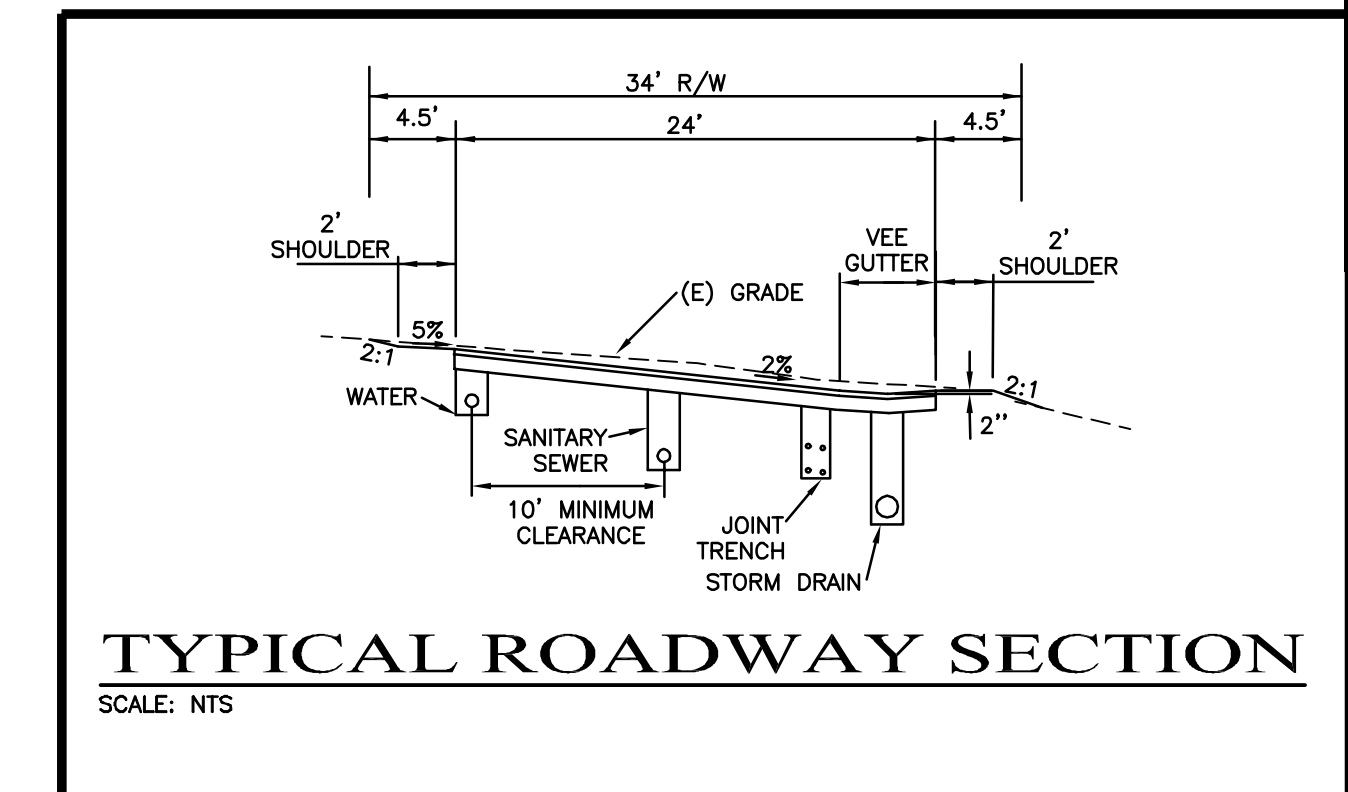 34' R/W
4.5'
24'
4.5'
2'
SHOULDER
VEE
GUTTER
2'
SHOULDER
(E) GRADE
5%
2:1
2%
2:1
WATER
2"
SANITARY
SEWER
10' MINIMUM
CLEARANCE
JOINT
TRENCH
STORM DRAIN
TYPICAL ROADWAY SECTION
SCALE: NTS